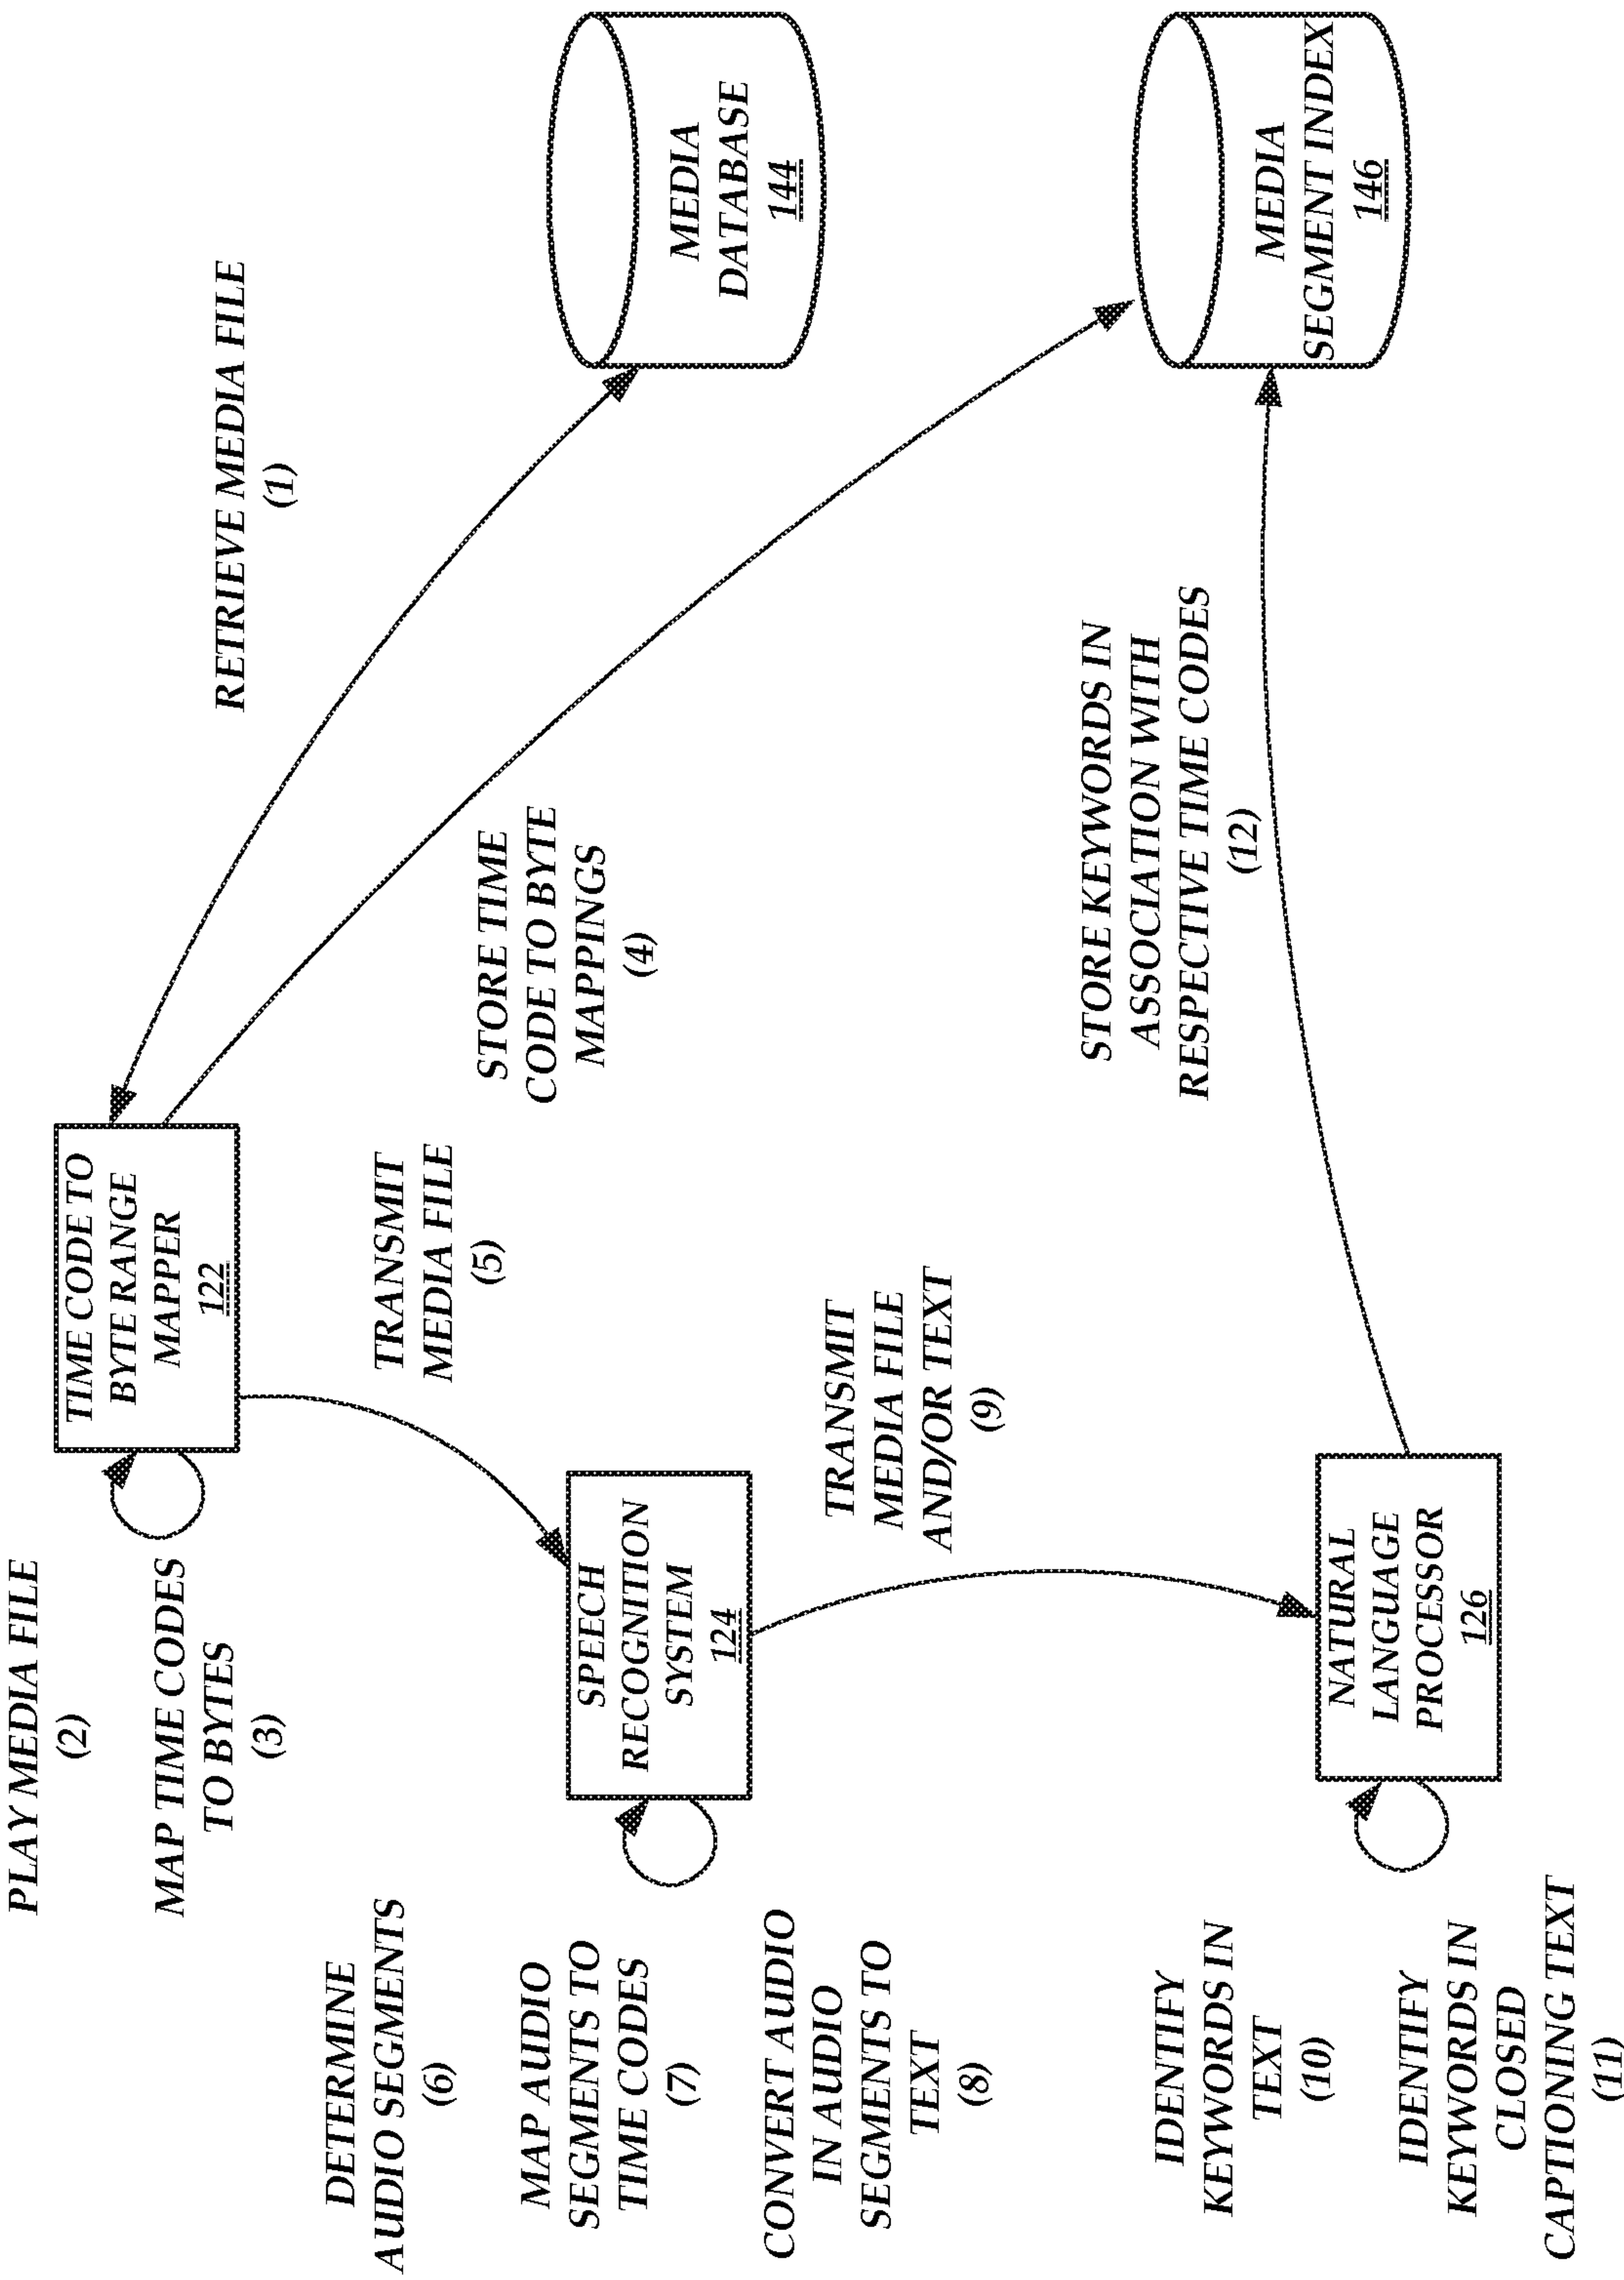 PLAY MEDIA FILE
(2)
MAP TIME CODES
TO BYTES
(3)
TIME CODE TO
BYTE RANGE
MAPPER
122
RETRIEVE MEDIA FILE
(1)
TRANSMIT
MEDIA FILE
(5)
STORE TIME
CODE TO BYTE
MAPPINGS
(4)
MEDIA
DATABASE
144
DETERMINE
AUDIO SEGMENTS
(6)
MAP AUDIO
SEGMENTS TO
TIME CODES
(7)
CONVERT AUDIO
IN AUDIO
SEGMENTS TO
TEXT
(8)
SPEECH
RECOGNITION
SYSTEM
124
TRANSMIT
MEDIA FILE
AND/OR TEXT
(9)
STORE KEYWORDS IN
ASSOCIATION WITH
RESPECTIVE TIME CODES
(12)
MEDIA
SEGMENT INDEX
146
IDENTIFY
KEYWORDS IN
TEXT
(10)
IDENTIFY
KEYWORDS IN
CLOSED
CAPTIONING TEXT
(11)
NATURAL
LANGUAGE
PROCESSOR
126